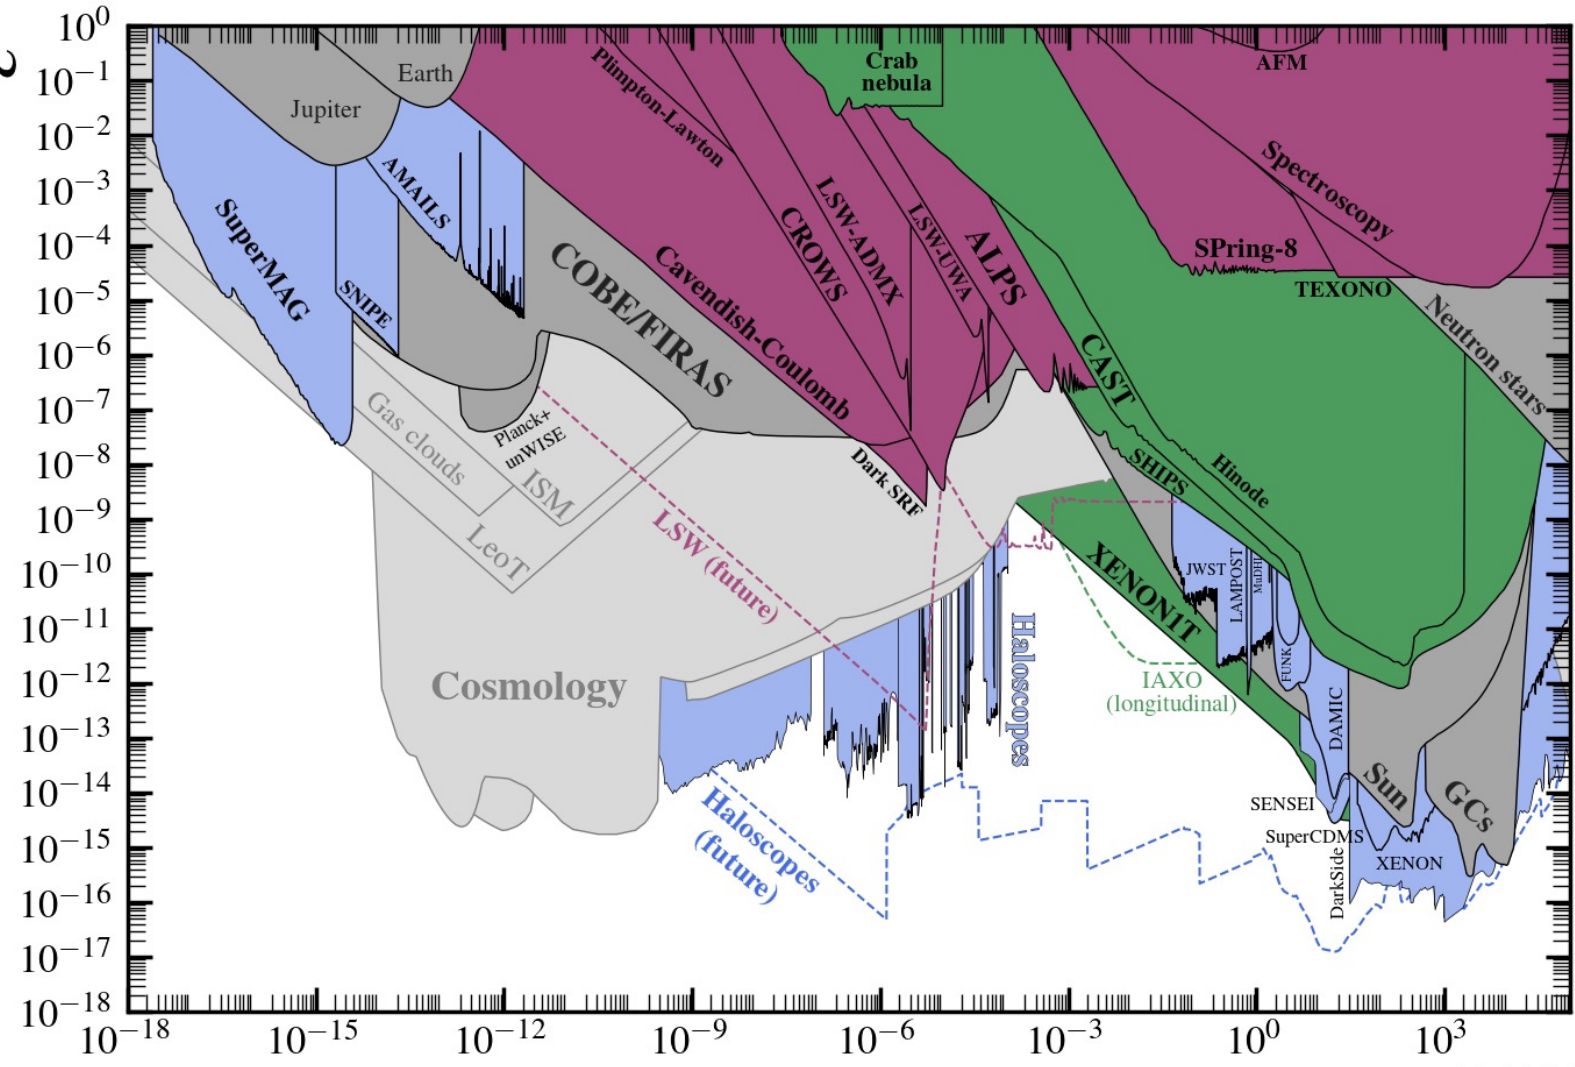 ε
10^0
10^−1
10^−2
10^−3
10^−4
10^−5
10^−6
10^−7
10^−8
10^−9
10^−10
10^−11
10^−12
10^−13
10^−14
10^−15
10^−16
10^−17
10^−18
Earth
Jupiter
AMAILS
SuperMAG
SNIPE
COBE/FIRAS
Plimpton-Lawton
Cavendish-Coulomb
CROWS
LSW-ADMX
LSW-UWA
ALPS
Crab
nebula
AFM
Spectroscopy
SPring-8
TEXONO
Neutron stars
CAST
SHIPS
Hinode
Dark SRF
Gas clouds
ISM
LeoT
Planck+
unWISE
LSW (future)
Cosmology
Haloscopes
XENON1T
IAXO
(longitudinal)
JWST
LAMPOST
MuDHI
FUNK
DAMIC
SENSEI
SuperCDMS
DarkSide
XENON
Sun
GCs
Haloscopes
(future)
10^−18
10^−15
10^−12
10^−9
10^−6
10^−3
10^0
10^3